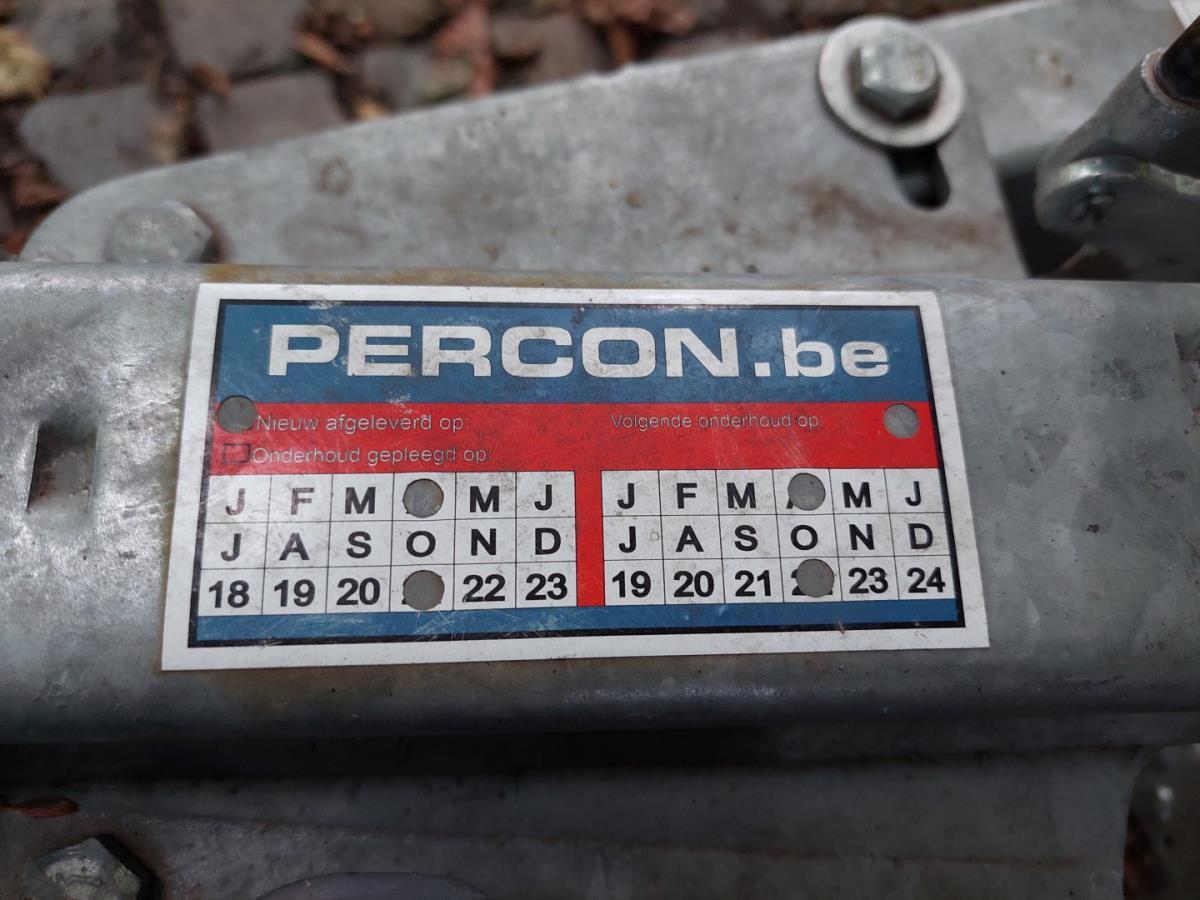 PERCON.be
Nieuw afgeleverd op:
Onderhoud gepleegd op:
J F M M J
J A S O N D
18 19 20 22 23
Volgende onderhoud op:
J F M M J
J A S O N D
19 20 21 23 24